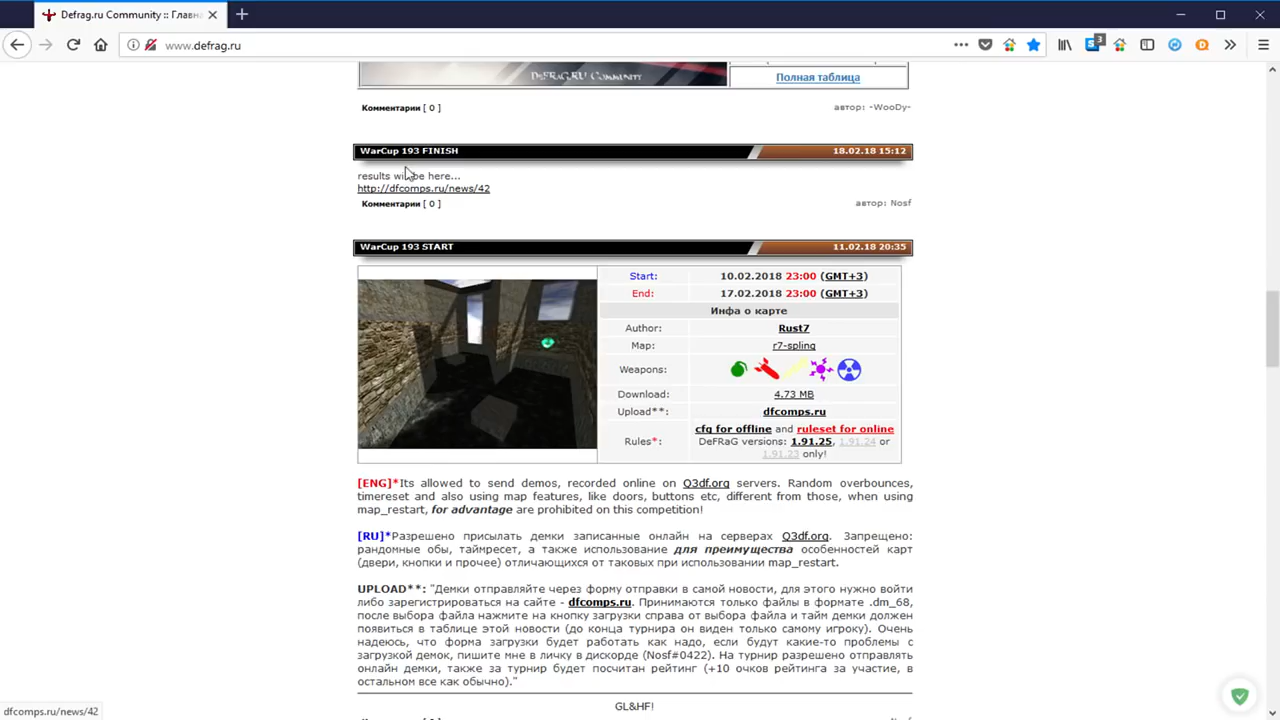 Defrag.ru Community :: Главна
www.defrag.ru
3
DeFRaG.RU Community
Полная таблица
Комментарии [ 0 ]
автор: -WooDy-
WarCup 193 FINISH
18.02.18 15:12
results wi be here...
http://dfcomps.ru/news/42
Комментарии [ 0 ]
автор: Nosf
WarCup 193 START
11.02.18 20:35
Start: 10.02.2018 23:00 (GMT+3)
End: 17.02.2018 23:00 (GMT+3)
Инфа о карте
Author: Rust7
Map: r7-spling
Weapons:
Download: 4.73 MB
Upload**: dfcomps.ru
Rules*: cfg for offline and ruleset for online
DeFRaG versions: 1.91.25, 1.91.24 or
1.91.23 only!
[ENG]*Its allowed to send demos, recorded online on Q3df.org servers. Random overbounces,
timereset and also using map features, like doors, buttons etc, different from those, when using
map_restart, for advantage are prohibited on this competition!
[RU]*Разрешено присылать демки записанные онлайн на серверах Q3df.org. Запрещено:
рандомные обы, таймресет, а также использование для преимущества особенностей карт
(двери, кнопки и прочее) отличающихся от таковых при использовании map_restart.
UPLOAD**: "Демки отправляйте через форму отправки в самой новости, для этого нужно войти
либо зарегистрироваться на сайте - dfcomps.ru. Принимаются только файлы в формате .dm_68,
после выбора файла нажмите на кнопку загрузки справа от выбора файла и тайм демки должен
появиться в таблице этой новости (до конца турнира он виден только самому игроку). Очень
надеюсь, что форма загрузки будет работать как надо, если будут какие-то проблемы с
загрузкой демок, пишите мне в личку в дискорде (Nosf#0422). На турнир разрешено отправлять
онлайн демки, также за турнир будет посчитан рейтинг (+10 очков рейтинга за участие, в
остальном все как обычно)."
GL&HF!
dfcomps.ru/news/42